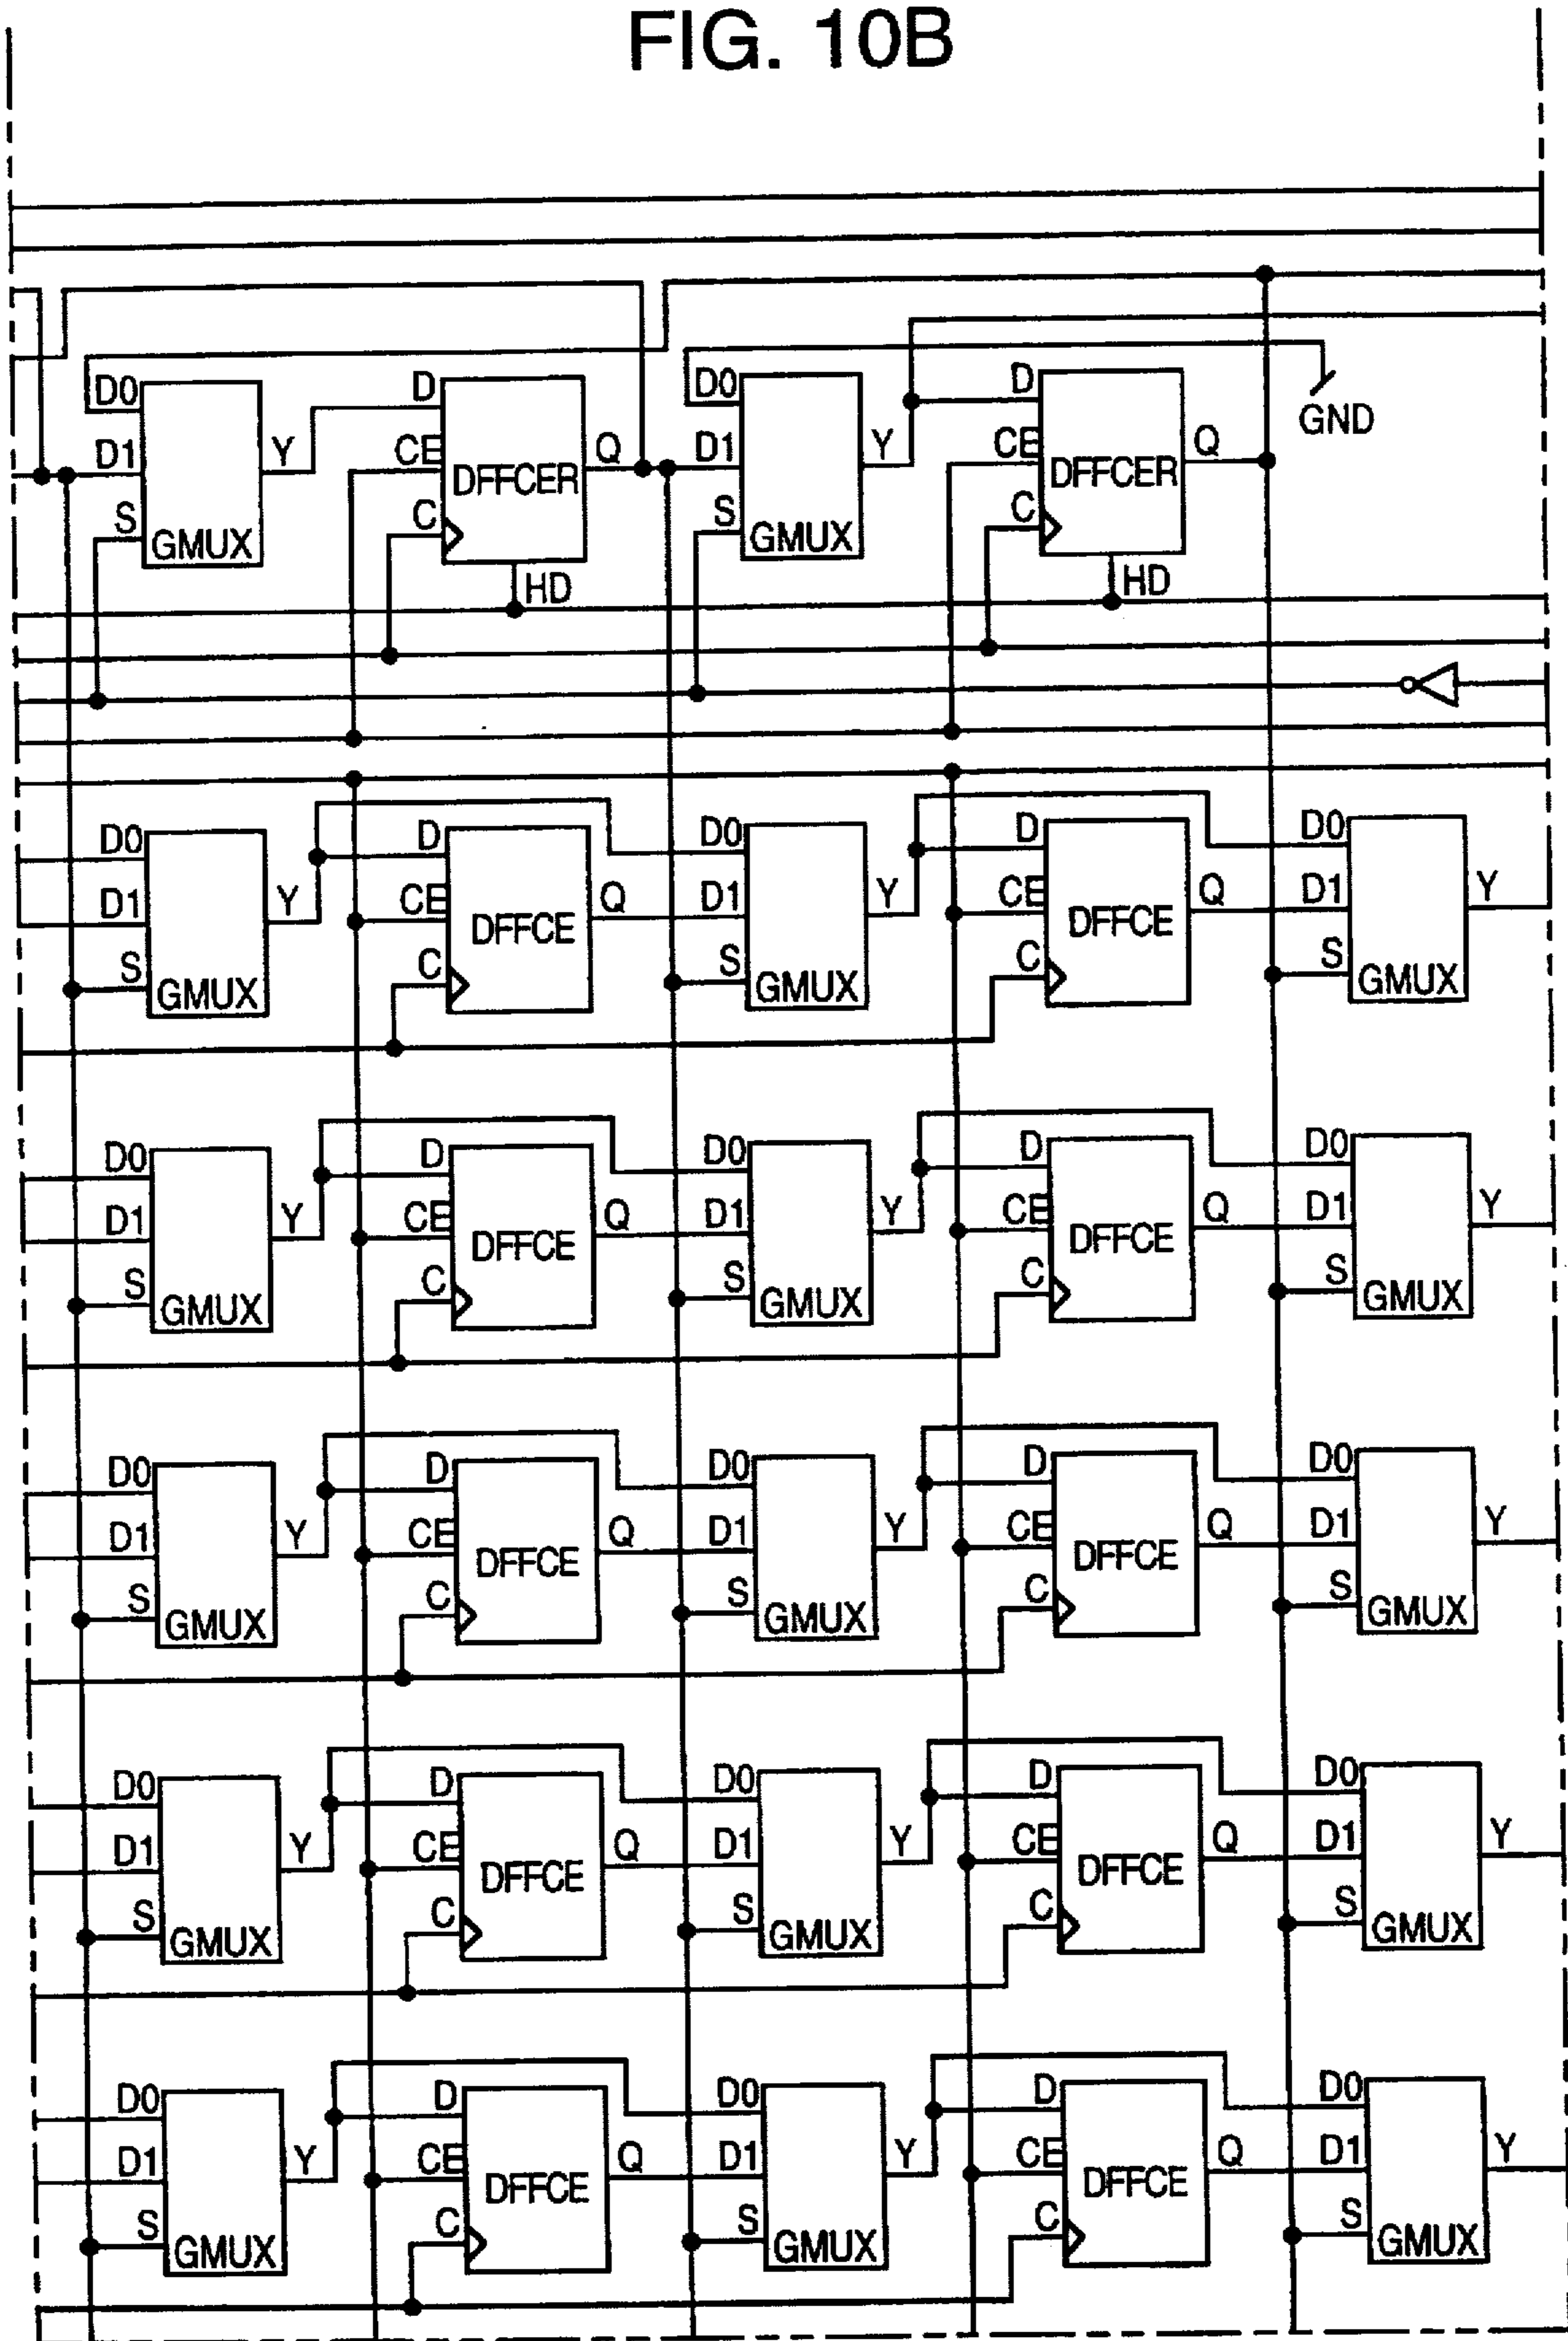 FIG. 10B
D0 D D0 D
D1 Y CE DFFCER Q D1 Y CE DFFCER Q GND
S GMUX C S GMUX C
HD HD
D0 D D0 D D0
D1 Y CE DFFCE Q D1 Y CE DFFCE Q D1 Y
S GMUX C S GMUX C S GMUX
D0 D D0 D D0
D1 Y CE DFFCE Q D1 Y CE DFFCE Q D1 Y
S GMUX C S GMUX C S GMUX
D0 D D0 D D0
D1 Y CE DFFCE Q D1 Y CE DFFCE Q D1 Y
S GMUX C S GMUX C S GMUX
D0 D D0 D D0
D1 Y CE DFFCE Q D1 Y CE DFFCE Q D1 Y
S GMUX C S GMUX C S GMUX
D0 D D0 D D0
D1 Y CE DFFCE Q D1 Y CE DFFCE Q D1 Y
S GMUX C S GMUX C S GMUX